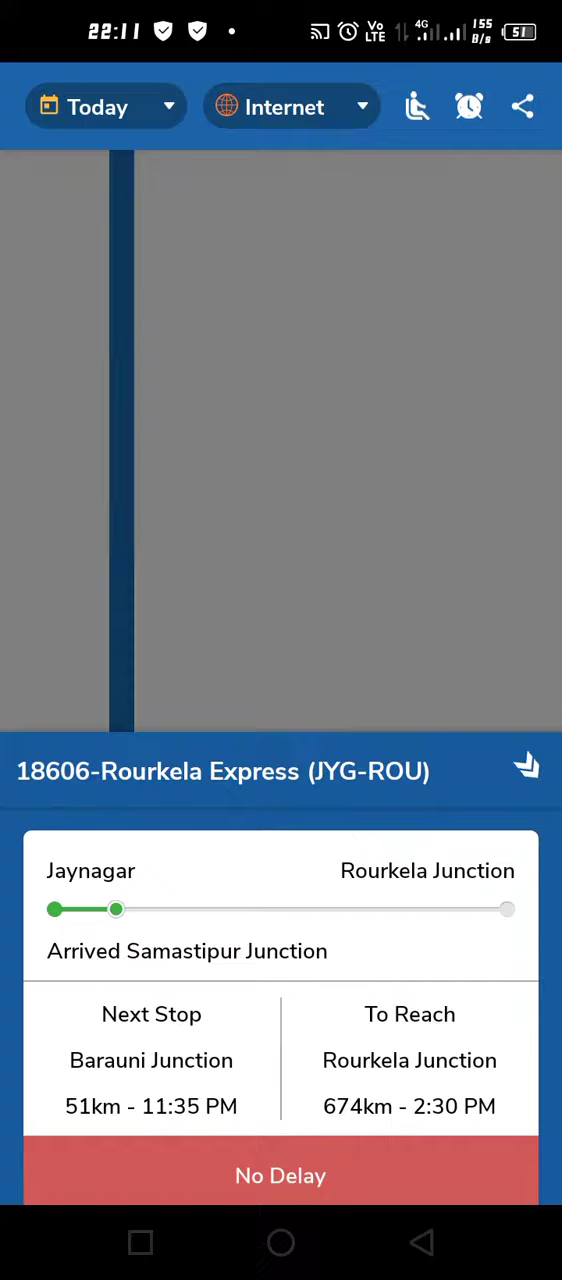 22:11 Vo LTE 4G 155 B/s 51
Today Internet
18606-Rourkela Express (JYG-ROU)
Jaynagar Rourkela Junction
Arrived Samastipur Junction
Next Stop To Reach
Barauni Junction Rourkela Junction
51km - 11:35 PM 674km - 2:30 PM
No Delay